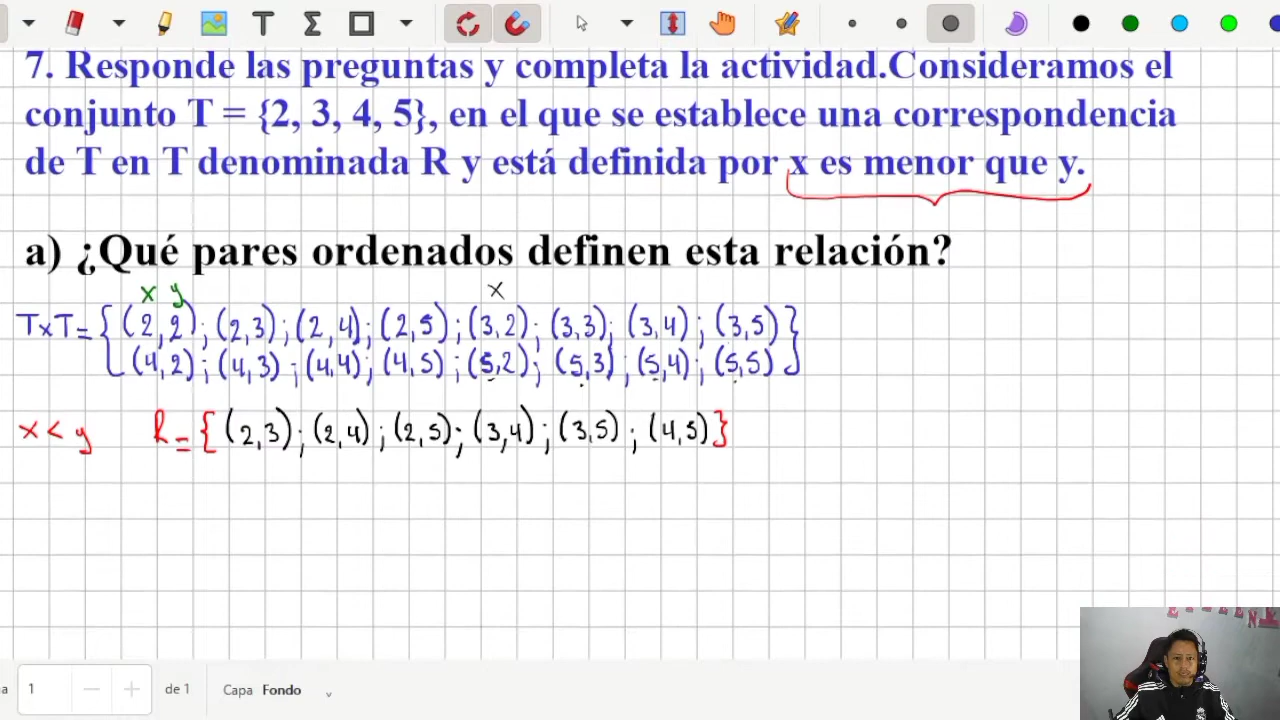 7. Responde las preguntas y completa la actividad.Consideramos el
conjunto T = {2, 3, 4, 5}, en el que se establece una correspondencia
de T en T denominada R y está definida por x es menor que y.
a) ¿Qué pares ordenados definen esta relación?
x y x
TxT = { (2,2) ; (2,3) ; (2,4) ; (2,5) ; (3,2) ; (3,3) ; (3,4) ; (3,5) }
(4,2) ; (4,3) ; (4,4) ; (4,5) ; (5,2) ; (5,3) ; (5,4) ; (5,5)
x < y R = { (2,3) ; (2,4) ; (2,5) ; (3,4) ; (3,5) ; (4,5) }
a 1 de 1 Capa Fondo